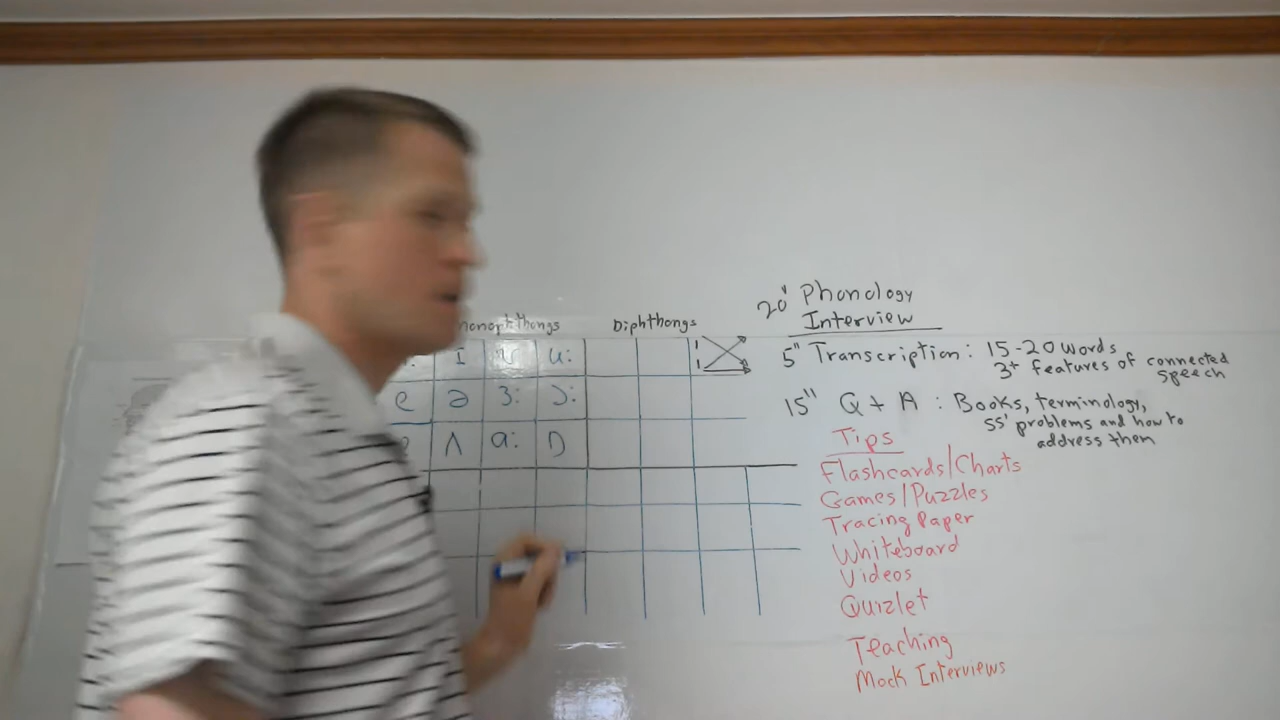 monophthongs Diphthongs
I ʊ u:
e ə ɜ: ɔ:
ʌ ɑ: ɒ
20' Phonology
Interview
5" Transcription: 15-20 words
3+ features of connected
speech
15" Q + A : Books, terminology,
SS' problems and how to
address them
Tips
Flashcards/Charts
Games/Puzzles
Tracing Paper
Whiteboard
Videos
Quizlet
Teaching
Mock Interviews